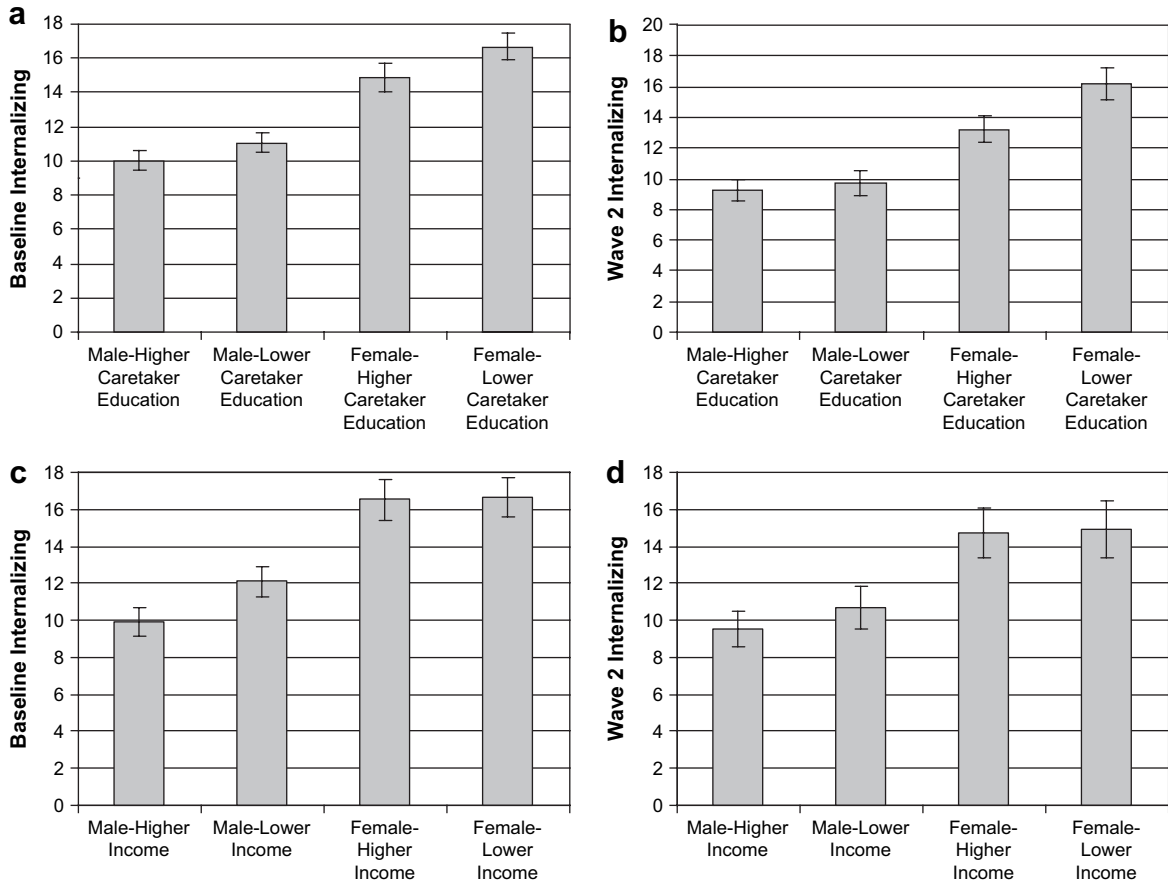 a
Baseline Internalizing
18
16
14
12
10
8
6
4
2
0
Male-Higher
Caretaker
Education
Male-Lower
Caretaker
Education
Female-
Higher
Caretaker
Education
Female-
Lower
Caretaker
Education
b
Wave 2 Internalizing
20
18
16
14
12
10
8
6
4
2
0
Male-Higher
Caretaker
Education
Male-Lower
Caretaker
Education
Female-
Higher
Caretaker
Education
Female-
Lower
Caretaker
Education
c
Baseline Internalizing
18
16
14
12
10
8
6
4
2
0
Male-Higher
Income
Male-Lower
Income
Female-
Higher
Income
Female-
Lower
Income
d
Wave 2 Internalizing
18
16
14
12
10
8
6
4
2
0
Male-Higher
Income
Male-Lower
Income
Female-
Higher
Income
Female-
Lower
Income